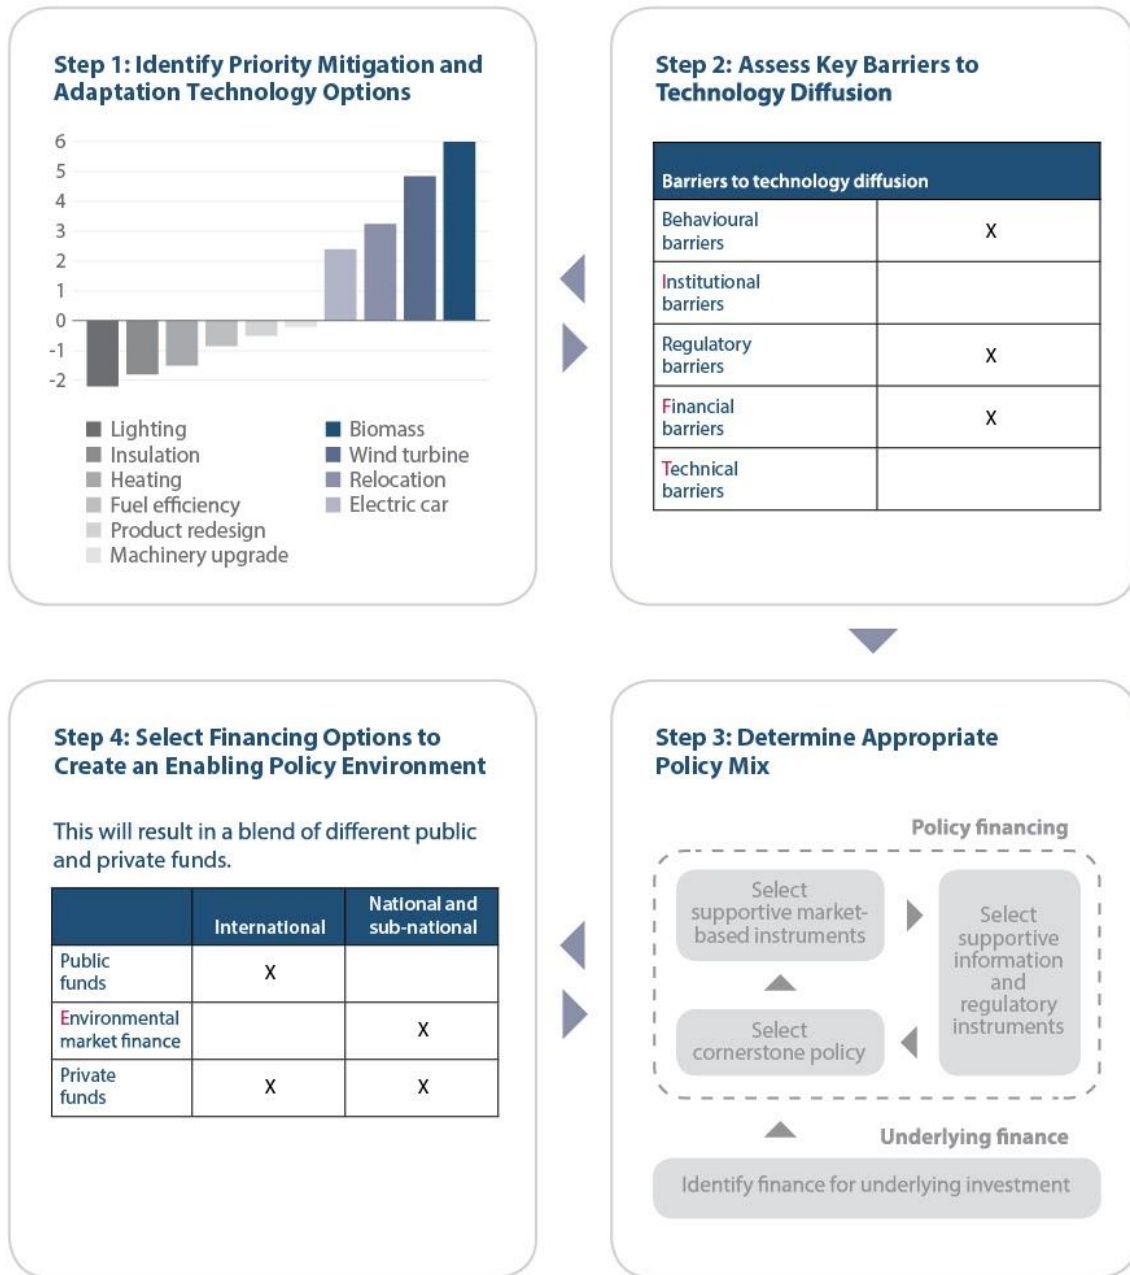 Step 1: Identify Priority Mitigation and
Adaptation Technology Options
6
5
4
3
2
1
0
-1
-2
Lighting
Insulation
Heating
Fuel efficiency
Product redesign
Machinery upgrade
Biomass
Wind turbine
Relocation
Electric car
Step 2: Assess Key Barriers to
Technology Diffusion
Barriers to technology diffusion
Behavioural
barriers
X
Institutional
barriers
Regulatory
barriers
X
Financial
barriers
X
Technical
barriers
Step 4: Select Financing Options to
Create an Enabling Policy Environment
This will result in a blend of different public
and private funds.
International
National and
sub-national
Public
funds
X
Environmental
market finance
X
Private
funds
X
X
Step 3: Determine Appropriate
Policy Mix
Policy financing
Select
supportive market-
based instruments
Select
supportive
information
and
regulatory
instruments
Select
cornerstone policy
Underlying finance
Identify finance for underlying investment